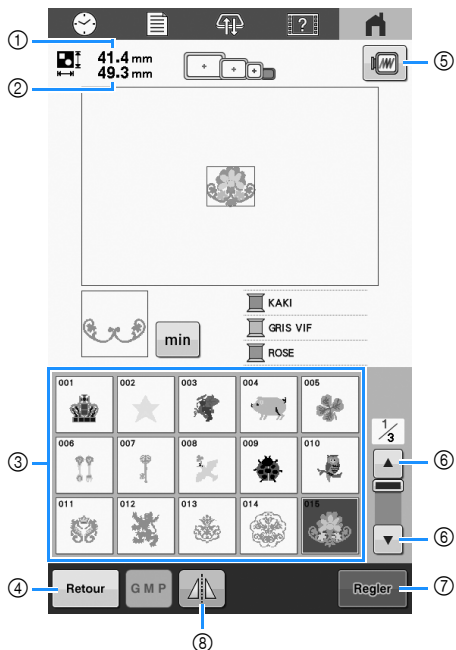 ?
① 41.4 mm
② 49.3 mm
⑤
KAKI
GRIS VIF
min
ROSE
001 002 003 004 005
1/3
006 007 008 009 010
③ ⑥
011 012 013 014 015
⑥
④ Retour GMP Regler ⑦
⑧